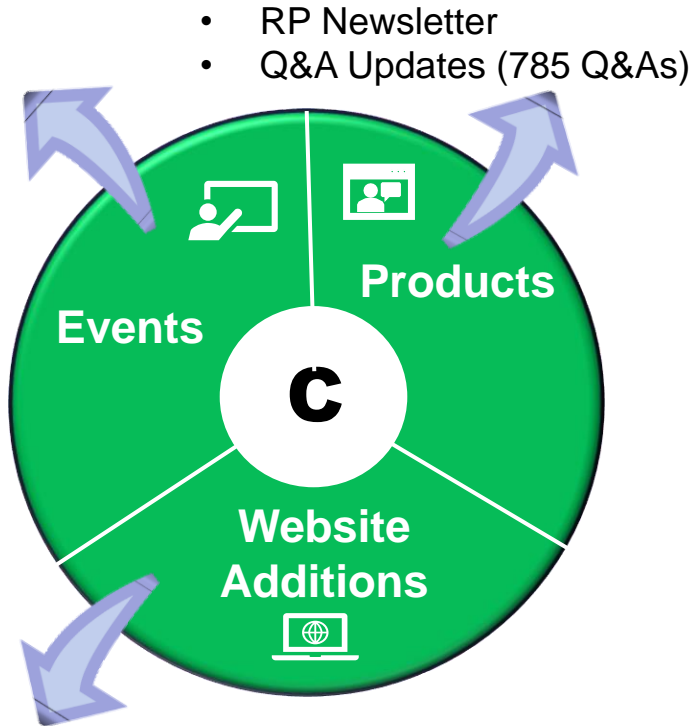 • RP Newsletter
• Q&A Updates (785 Q&As)
Products
Events
C
Website
Additions